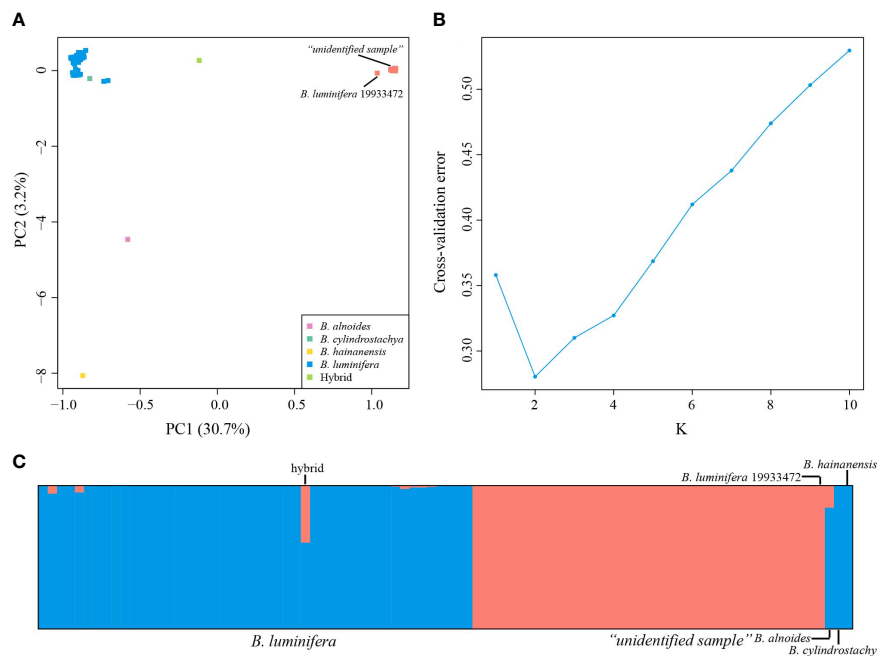 A
"unidentified sample"
B. luminifera 19933472
0
−2
−4
−6
−8
PC2 (3.2%)
B. alnoides
B. cylindrostachya
B. hainanensis
B. luminifera
Hybrid
−1.0
−0.5
0.0
0.5
1.0
PC1 (30.7%)
B
0.50
0.45
0.40
0.35
0.30
Cross-validation error
2
4
6
8
10
K
C
hybrid
B. hainanensis
B. luminifera 19933472
B. luminifera
"unidentified sample"
B. alnoides
B. cylindrostachy